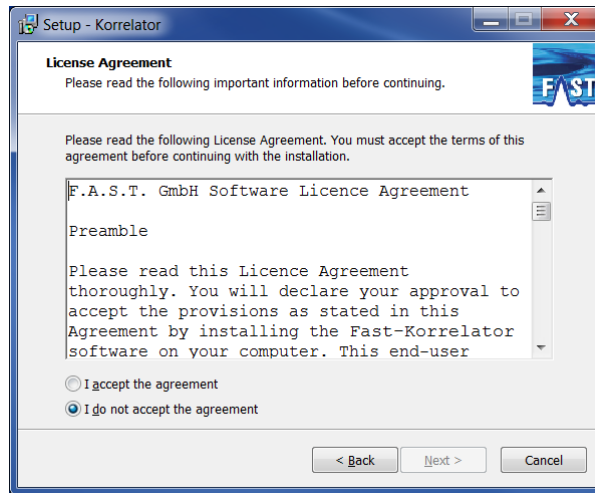 Setup - Korrelator
License Agreement
Please read the following important information before continuing.
FAST
Please read the following License Agreement. You must accept the terms of this
agreement before continuing with the installation.
F.A.S.T. GmbH Software Licence Agreement
Preamble
Please read this Licence Agreement
thoroughly. You will declare your approval to
accept the provisions as stated in this
Agreement by installing the Fast-Korrelator
software on your computer. This end-user
I accept the agreement
I do not accept the agreement
< Back
Next >
Cancel